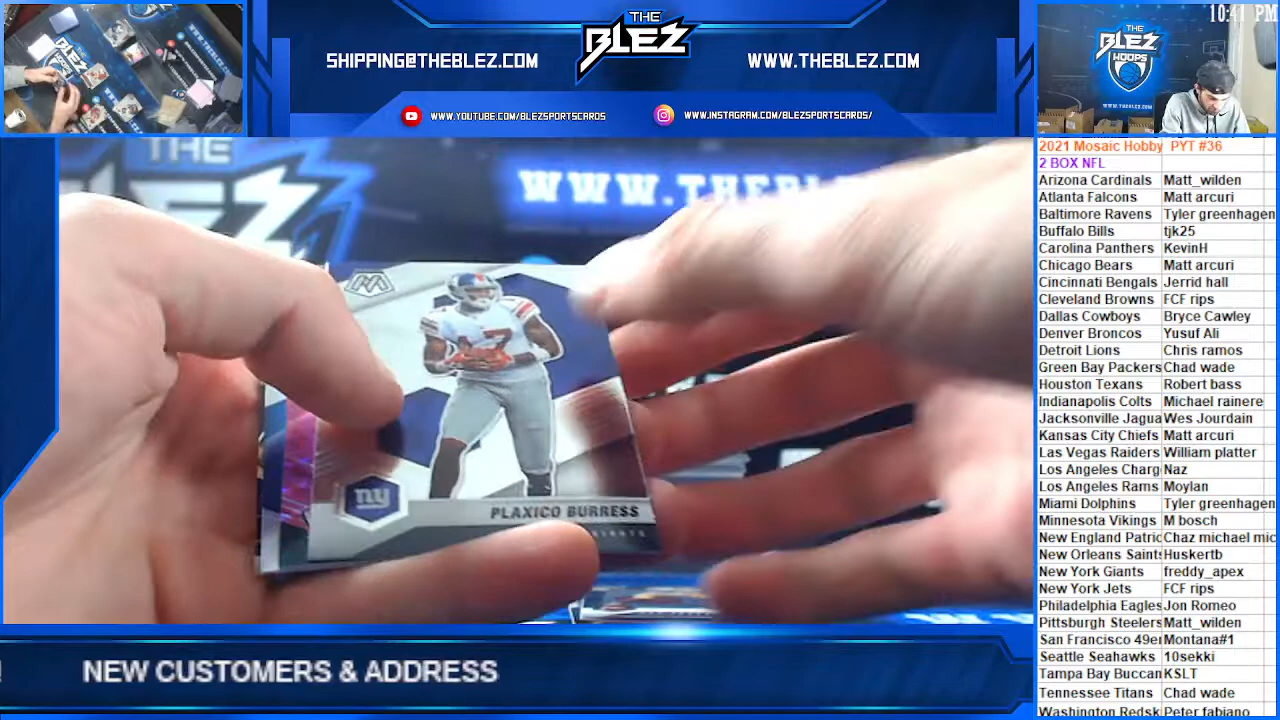 10:41 PM
THE
BLEZ
SHIPPING@THEBLEZ.COM
WWW.THEBLEZ.COM
WWW.YOUTUBE.COM/BLEZSPORTSCARDS
WWW.INSTAGRAM.COM/BLEZSPORTSCARDS/
THE
BLEZ
HOOPS
WWW.THEBLEZ.COM
THE
WWW.THEB
ny
PLAXICO BURRESS
NEW CUSTOMERS & ADDRESS
2021 Mosaic Hobby PYT #36
2 BOX NFL
Arizona Cardinals Matt_wilden
Atlanta Falcons Matt arcuri
Baltimore Ravens Tyler greenhagen
Buffalo Bills tjk25
Carolina Panthers KevinH
Chicago Bears Matt arcuri
Cincinnati Bengals Jerrid hall
Cleveland Browns FCF rips
Dallas Cowboys Bryce Cawley
Denver Broncos Yusuf Ali
Detroit Lions Chris ramos
Green Bay Packers Chad wade
Houston Texans Robert bass
Indianapolis Colts Michael rainere
Jacksonville Jagua Wes Jourdain
Kansas City Chiefs Matt arcuri
Las Vegas Raiders William platter
Los Angeles Charg Naz
Los Angeles Rams Moylan
Miami Dolphins Tyler greenhagen
Minnesota Vikings M bosch
New England Patric Chaz michael mic
New Orleans Saints Huskertb
New York Giants freddy_apex
New York Jets FCF rips
Philadelphia Eagles Jon Romeo
Pittsburgh Steelers Matt_wilden
San Francisco 49er Montana#1
Seattle Seahawks 10sekki
Tampa Bay Buccan KSLT
Tennessee Titans Chad wade
Washington Redsk Peter fabiano